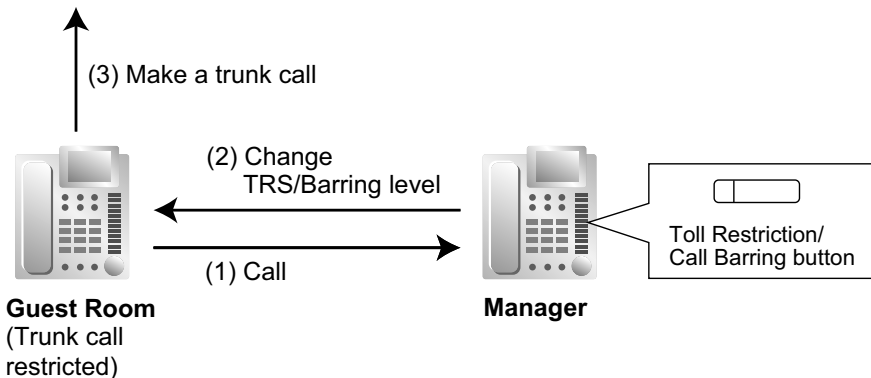 (3) Make a trunk call
(2) Change
TRS/Barring level
(1) Call
Toll Restriction/
Call Barring button
Guest Room
(Trunk call
restricted)
Manager